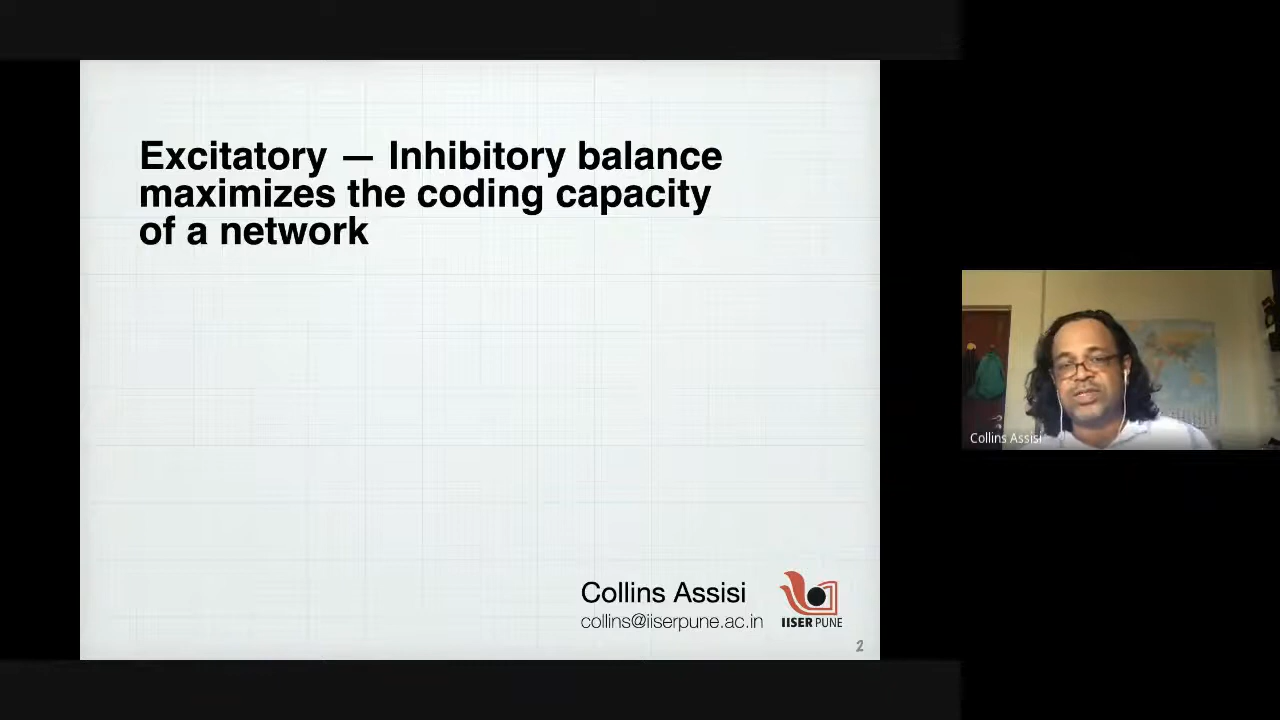 Excitatory — Inhibitory balance
maximizes the coding capacity
of a network
Collins Assisi
collins@iiserpune.ac.in
IISER PUNE
2
Collins Assisi